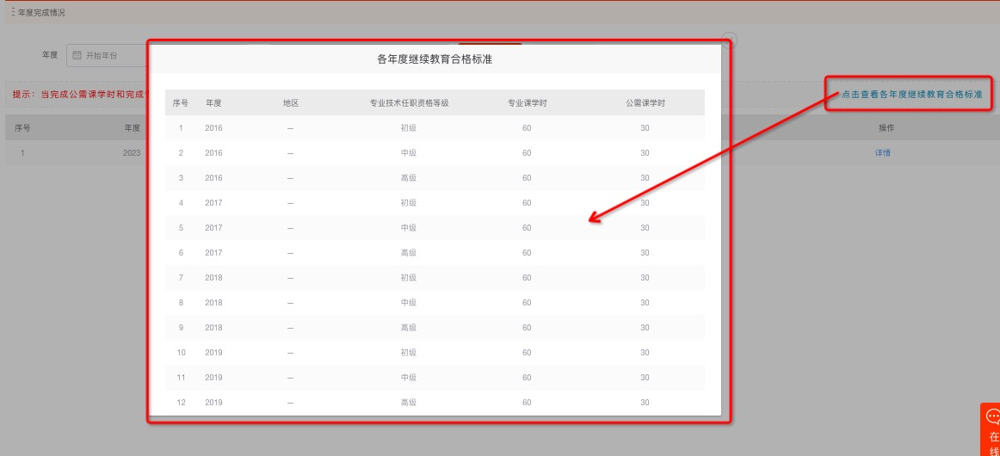 年度完成情况
年度 开始年份
各年度继续教育合格标准
提示：当完成公需课学时和完成
点击查看各年度继续教育合格标准
序号 年度 操作
1 2023 详情
序号 年度 地区 专业技术任职资格等级 专业课学时 公需课学时
1 2016 — 初级 60 30
2 2016 — 中级 60 30
3 2016 — 高级 60 30
4 2017 — 初级 60 30
5 2017 — 中级 60 30
6 2017 — 高级 60 30
7 2018 — 初级 60 30
8 2018 — 中级 60 30
9 2018 — 高级 60 30
10 2019 — 初级 60 30
11 2019 — 中级 60 30
12 2019 — 高级 60 30
在
线